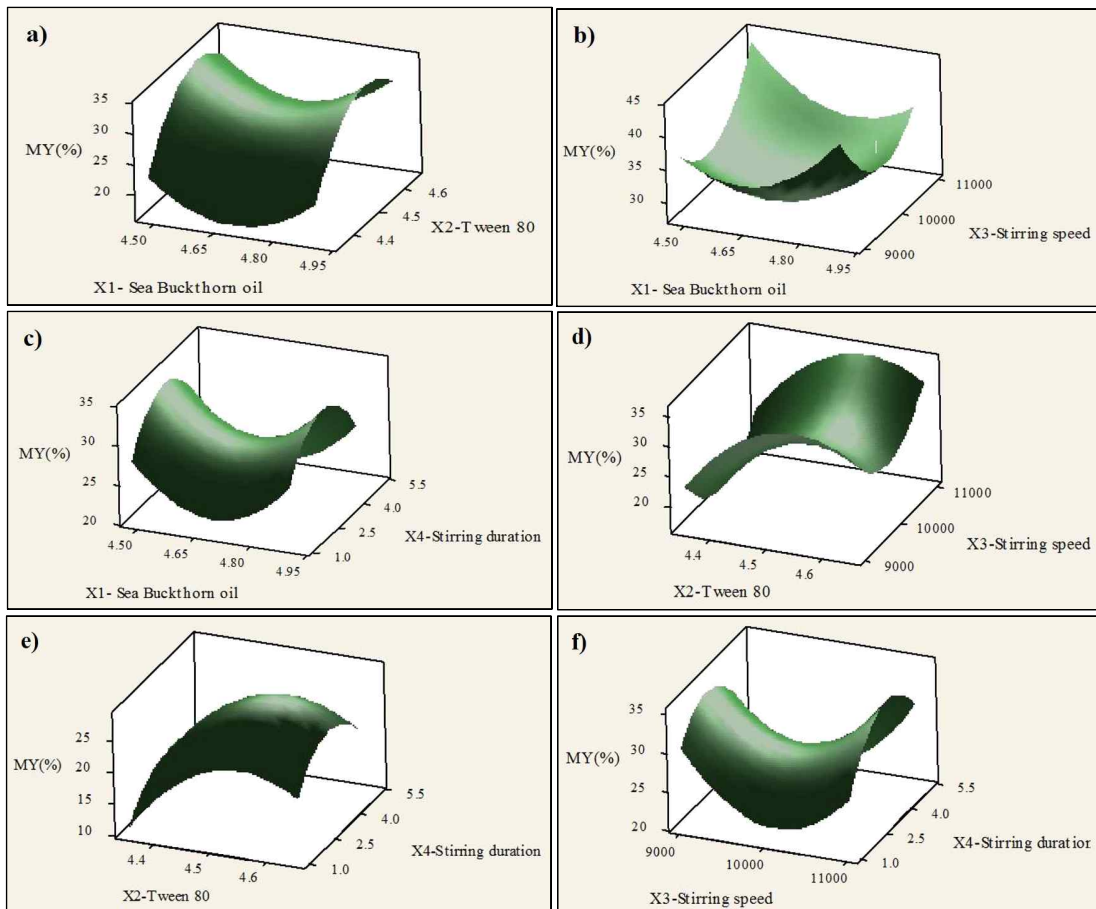 a)
35
30
MY(%)
25
20
4.50
4.65
4.80
4.95
4.4
4.5
4.6
X2-Tween 80
X1- Sea Buckthorn oil
b)
45
40
MY(%)
35
30
4.50
4.65
4.80
4.95
9000
10000
11000
X3-Stirring speed
X1- Sea Buckthorn oil
c)
35
30
MY(%)
25
20
4.50
4.65
4.80
4.95
1.0
2.5
4.0
5.5
X4-Stirring duration
X1- Sea Buckthorn oil
d)
35
30
MY(%)
25
20
4.4
4.5
4.6
9000
10000
11000
X3-Stirring speed
X2-Tween 80
e)
25
MY(%)
20
15
10
4.4
4.5
4.6
1.0
2.5
4.0
5.5
X4-Stirring duration
X2-Tween 80
f)
35
MY(%)
30
25
20
9000
10000
11000
1.0
2.5
4.0
5.5
X4-Stirring duration
X3-Stirring speed